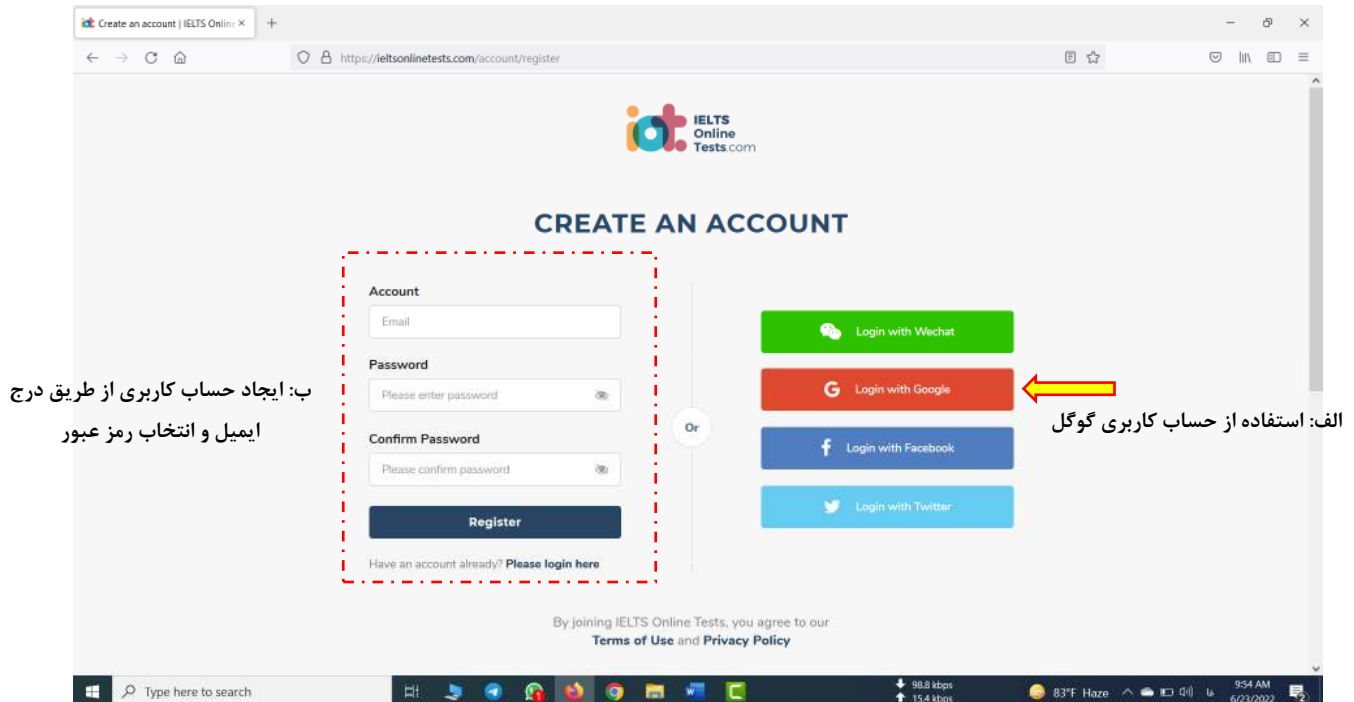 Create an account | IELTS Online
https://ieltsonlinetests.com/account/register
iot:
IELTS
Online
Tests.com
CREATE AN ACCOUNT
Account
Email
Password
Please enter password
Confirm Password
Please confirm password
Register
Have an account already? Please login here
Or
Login with Wechat
Login with Google
Login with Facebook
Login with Twitter
الف: استفاده از حساب کاربری گوگل
ب: ایجاد حساب کاربری از طریق درج
ایمیل و انتخاب رمز عبور
By joining IELTS Online Tests, you agree to our
Terms of Use and Privacy Policy
Type here to search
98.8 kbps
15.4 kbps
83°F Haze
فا
9:54 AM
6/23/2022